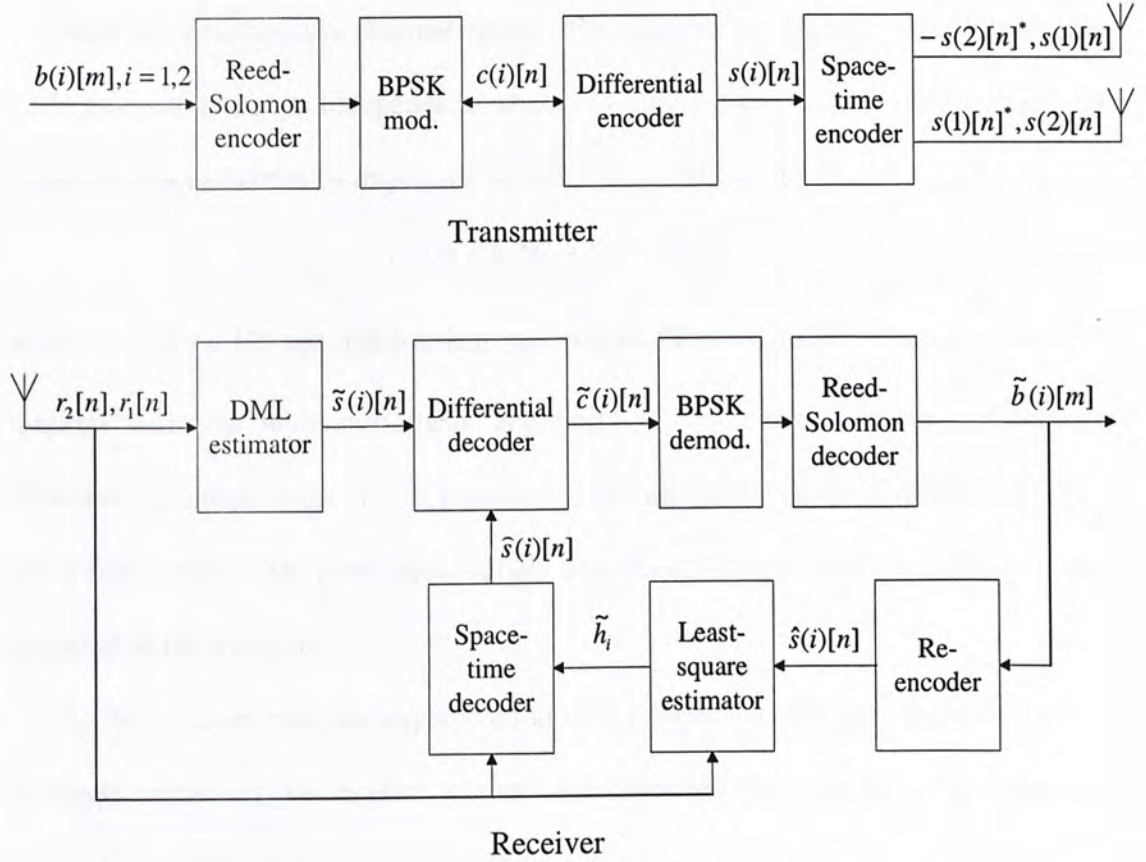 b(i)[m], i = 1,2
Reed-
Solomon
encoder
BPSK
mod.
c(i)[n]
Differential
encoder
s(i)[n]
Space-
time
encoder
− s(2)[n]*, s(1)[n]
s(1)[n]*, s(2)[n]
Transmitter
r₂[n], r₁[n]
DML
estimator
s̃(i)[n]
Differential
decoder
c̃(i)[n]
BPSK
demod.
Reed-
Solomon
decoder
b̃(i)[m]
ŝ(i)[n]
Space-
time
decoder
h̃ᵢ
Least-
square
estimator
ŝ(i)[n]
Re-
encoder
Receiver